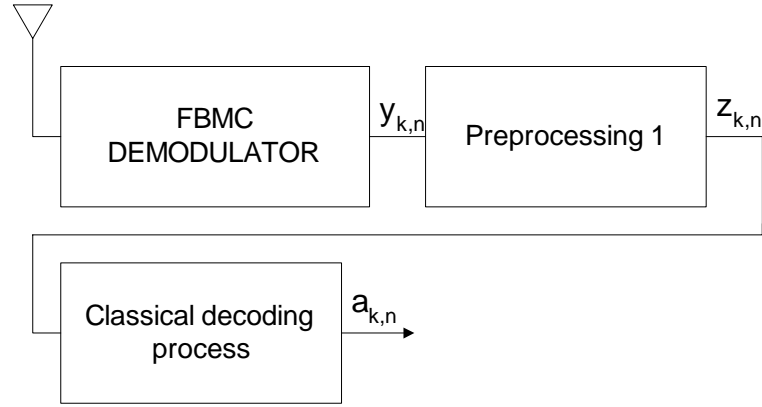 FBMC
DEMODULATOR
y_{k,n}
Preprocessing 1
z_{k,n}
Classical decoding
process
a_{k,n}